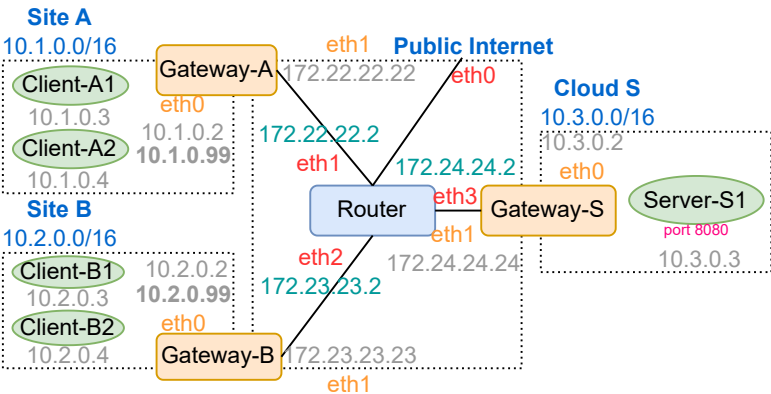 Site A
10.1.0.0/16
eth1
Public Internet
Gateway-A
172.22.22.22
eth0
Client-A1
eth0
10.1.0.3
10.1.0.2
Client-A2
10.1.0.99
10.1.0.4
172.22.22.2
eth1
Cloud S
10.3.0.0/16
10.3.0.2
172.24.24.2
eth0
Router
eth3
Gateway-S
Server-S1
port 8080
eth1
172.24.24.24
10.3.0.3
Site B
10.2.0.0/16
eth2
Client-B1
10.2.0.2
10.2.0.3
10.2.0.99
172.23.23.2
Client-B2
eth0
10.2.0.4
Gateway-B
172.23.23.23
eth1